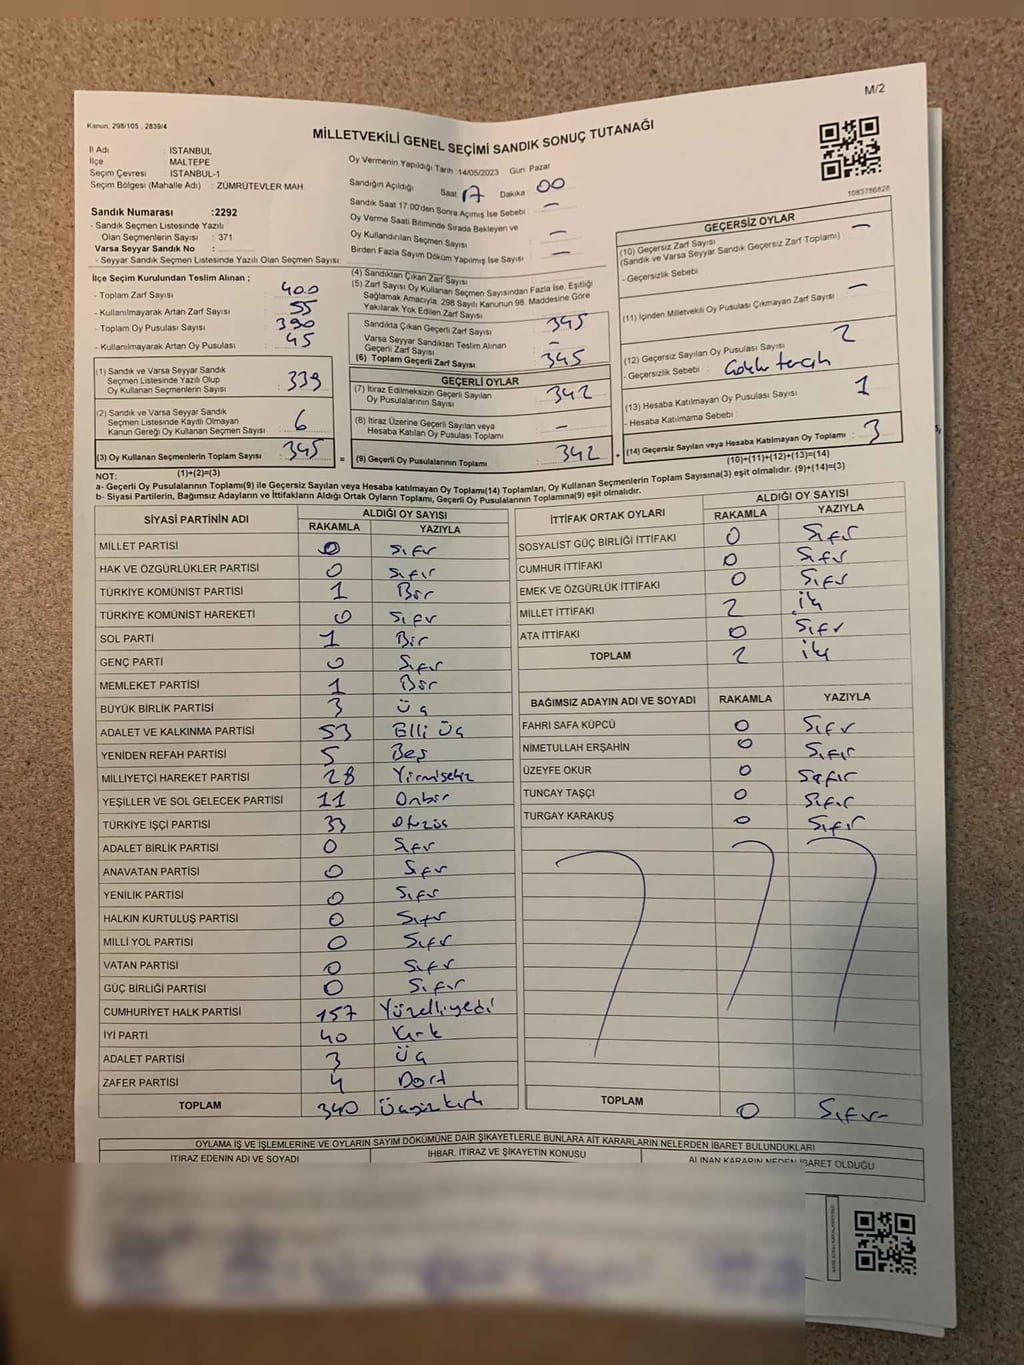 M/2
Kanun: 298/105 , 2839/4
MİLLETVEKİLİ GENEL SEÇİMİ SANDIK SONUÇ TUTANAĞI
İl Adı : İSTANBUL
İlçe : MALTEPE
Seçim Çevresi : İSTANBUL-1
Seçim Bölgesi (Mahalle Adı) : ZÜMRÜTEVLER MAH.
Oy Vermenin Yapıldığı Tarih :14/05/2023 Gün: Pazar
Sandığın Açıldığı Saat 17 Dakika 00
Sandık Saat 17:00'den Sonra Açımış İse Sebebi : —
Oy Verme Saati Bitiminde Sırada Bekleyen ve
Oy Kullandırılan Seçmen Sayısı : —
Birden Fazla Sayım Döküm Yapılmış İse Sayısı : —
1083786828
Sandık Numarası :2292
- Sandık Seçmen Listesinde Yazılı
Olan Seçmenlerin Sayısı : 371
Varsa Seyyar Sandık No :
- Seyyar Sandık Seçmen Listesinde Yazılı Olan Seçmen Sayısı:
İlçe Seçim Kurulundan Teslim Alınan ;
- Toplam Zarf Sayısı : 400
- Kullanılmayarak Artan Zarf Sayısı : 55
- Toplam Oy Pusulası Sayısı : 390
- Kullanılmayarak Artan Oy Pusulası : 45
(1) Sandık ve Varsa Seyyar Sandık
Seçmen Listesinde Yazılı Olup
Oy Kullanan Seçmenlerin Sayısı : 339
(2) Sandık ve Varsa Seyyar Sandık
Seçmen Listesinde Kayıtlı Olmayan
Kanun Gereği Oy Kullanan Seçmen Sayısı : 6
(3) Oy Kullanan Seçmenlerin Toplam Sayısı : 345
(1)+(2)=(3)
(4) Sandıktan Çıkan Zarf Sayısı
(5) Zarf Sayısı Oy Kullanan Seçmen Sayısından Fazla İse, Eşitliği
Sağlamak Amacıyla, 298 Sayılı Kanunun 98. Maddesine Göre
Yakılarak Yok Edilen Zarf Sayısı :
Sandıkta Çıkan Geçerli Zarf Sayısı : 345
Varsa Seyyar Sandıktan Teslim Alınan
Geçerli Zarf Sayısı : —
(6) Toplam Geçerli Zarf Sayısı : 345
GEÇERLİ OYLAR
(7) İtiraz Edilmeksizin Geçerli Sayılan
Oy Pusulalarının Sayısı : 342
(8) İtiraz Üzerine Geçerli Sayılan veya
Hesaba Katılan Oy Pusulası Toplamı : —
= (9) Geçerli Oy Pusulalarının Toplamı : 342 +
GEÇERSİZ OYLAR
(10) Geçersiz Zarf Sayısı : —
(Sandık ve Varsa Seyyar Sandık Geçersiz Zarf Toplamı)
- Geçersizlik Sebebi :
(11) İçinden Milletvekili Oy Pusulası Çıkmayan Zarf Sayısı : —
(12) Geçersiz Sayılan Oy Pusulası Sayısı : 2
- Geçersizlik Sebebi : Çoklu tercih
(13) Hesaba Katılmayan Oy Pusulası Sayısı : 1
- Hesaba Katılmama Sebebi :
(14) Geçersiz Sayılan veya Hesaba Katılmayan Oy Toplamı : 3
(10)+(11)+(12)+(13)=(14)
NOT:
a- Geçerli Oy Pusulalarının Toplamı(9) ile Geçersiz Sayılan veya Hesaba katılmayan Oy Toplamı(14) Toplamları, Oy Kullanan Seçmenlerin Toplam Sayısına(3) eşit olmalıdır. (9)+(14)=(3)
b- Siyasi Partilerin, Bağımsız Adayların ve İttifakların Aldığı Ortak Oyların Toplamı, Geçerli Oy Pusulalarının Toplamına(9) eşit olmalıdır.
SİYASİ PARTİNİN ADI ALDIĞI OY SAYISI
RAKAMLA YAZIYLA
MİLLET PARTİSİ 0 Sıfır
HAK VE ÖZGÜRLÜKLER PARTİSİ 0 Sıfır
TÜRKİYE KOMÜNİST PARTİSİ 1 Bir
TÜRKİYE KOMÜNİST HAREKETİ 0 Sıfır
SOL PARTİ 1 Bir
GENÇ PARTİ 0 Sıfır
MEMLEKET PARTİSİ 1 Bir
BÜYÜK BİRLİK PARTİSİ 3 Üç
ADALET VE KALKINMA PARTİSİ 53 Elli Üç
YENİDEN REFAH PARTİSİ 5 Beş
MİLLİYETÇİ HAREKET PARTİSİ 28 Yirmisekiz
YEŞİLLER VE SOL GELECEK PARTİSİ 11 Onbir
TÜRKİYE İŞÇİ PARTİSİ 33 Otuzüç
ADALET BİRLİK PARTİSİ 0 Sıfır
ANAVATAN PARTİSİ 0 Sıfır
YENİLİK PARTİSİ 0 Sıfır
HALKIN KURTULUŞ PARTİSİ 0 Sıfır
MİLLİ YOL PARTİSİ 0 Sıfır
VATAN PARTİSİ 0 Sıfır
GÜÇ BİRLİĞİ PARTİSİ 0 Sıfır
CUMHURİYET HALK PARTİSİ 157 Yüzelliyedi
İYİ PARTİ 40 Kırk
ADALET PARTİSİ 3 Üç
ZAFER PARTİSİ 4 Dört
TOPLAM 340 Üçyüzkırk
İTTİFAK ORTAK OYLARI ALDIĞI OY SAYISI
RAKAMLA YAZIYLA
SOSYALİST GÜÇ BİRLİĞİ İTTİFAKI 0 Sıfır
CUMHUR İTTİFAKI 0 Sıfır
EMEK VE ÖZGÜRLÜK İTTİFAKI 0 Sıfır
MİLLET İTTİFAKI 2 iki
ATA İTTİFAKI 0 Sıfır
TOPLAM 2 iki
BAĞIMSIZ ADAYIN ADI VE SOYADI RAKAMLA YAZIYLA
FAHRİ SAFA KÜPCÜ 0 Sıfır
NİMETULLAH ERŞAHİN 0 Sıfır
ÜZEYFE OKUR 0 Sıfır
TUNCAY TAŞÇI 0 Sıfır
TURGAY KARAKUŞ 0 Sıfır
TOPLAM 0 Sıfır
OYLAMA İŞ VE İŞLEMLERİNE VE OYLARIN SAYIM DÖKÜMÜNE DAİR ŞİKAYETLERLE BUNLARA AİT KARARLARIN NELERDEN İBARET BULUNDUKLARI
İTİRAZ EDENİN ADI VE SOYADI İHBAR, İTİRAZ VE ŞİKAYETİN KONUSU ALINAN KARARIN NEDEN İBARET OLDUĞU